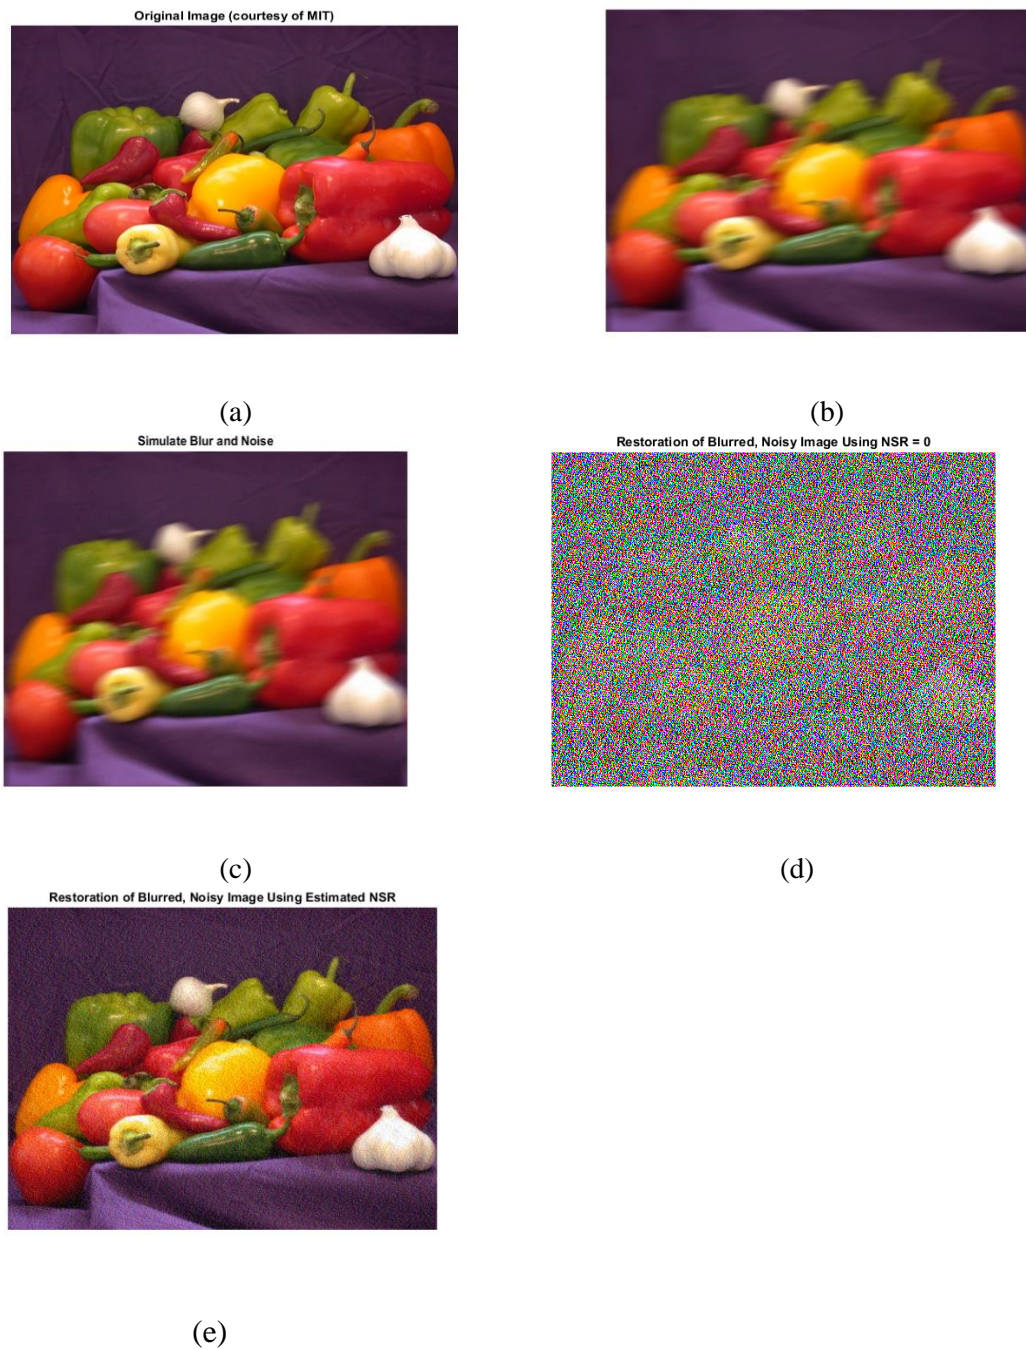 Original Image (courtesy of MIT)
(a)
(b)
Simulate Blur and Noise
Restoration of Blurred, Noisy Image Using NSR = 0
(c)
(d)
Restoration of Blurred, Noisy Image Using Estimated NSR
(e)